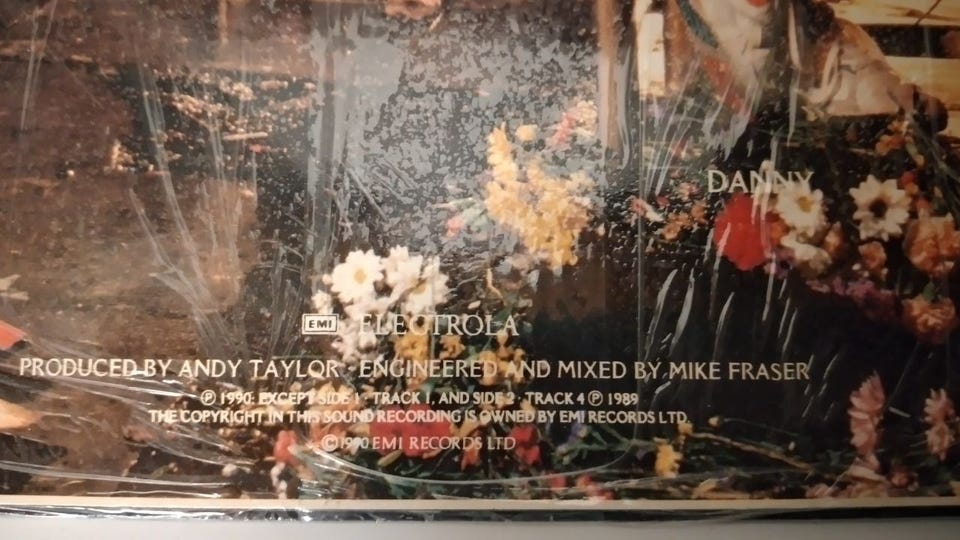 DANNY
EMI ELECTROLA
PRODUCED BY ANDY TAYLOR · ENGINEERED AND MIXED BY MIKE FRASER
℗ 1990: EXCEPT SIDE 1 · TRACK 1, AND SIDE 2 · TRACK 4 ℗ 1989
THE COPYRIGHT IN THIS SOUND RECORDING IS OWNED BY EMI RECORDS LTD.
© 1990 EMI RECORDS LTD